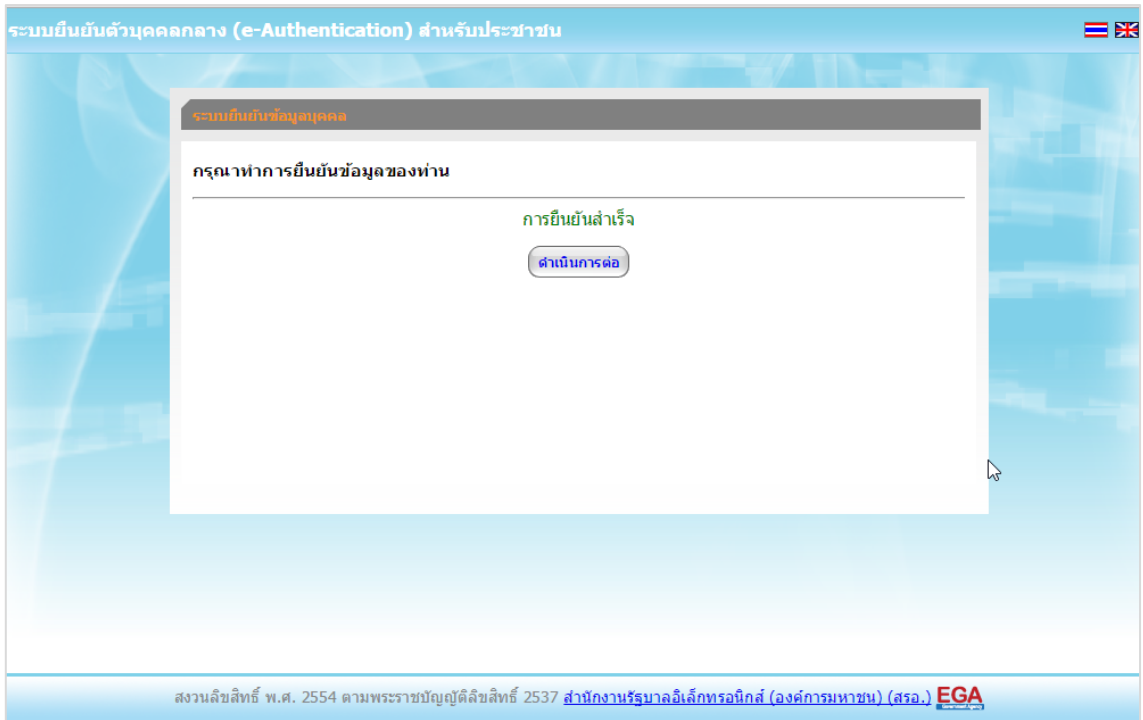 ระบบยืนยันตัวบุคคลกลาง (e-Authentication) สำหรับประชาชน
ระบบยืนยันข้อมูลบุคคล
กรุณาทำการยืนยันข้อมูลของท่าน
การยืนยันสำเร็จ
ดำเนินการต่อ
สงวนลิขสิทธิ์ พ.ศ. 2554 ตามพระราชบัญญัติลิขสิทธิ์ 2537 สำนักงานรัฐบาลอิเล็กทรอนิกส์ (องค์การมหาชน) (สรอ.) EGA